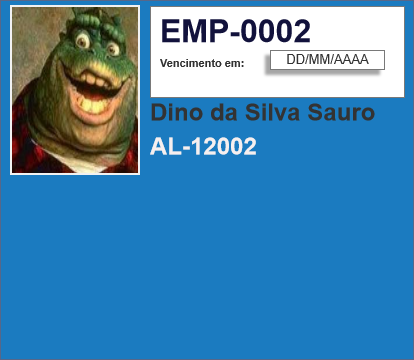 EMP-0002
Vencimento em: DD/MM/AAAA
Dino da Silva Sauro
AL-12002